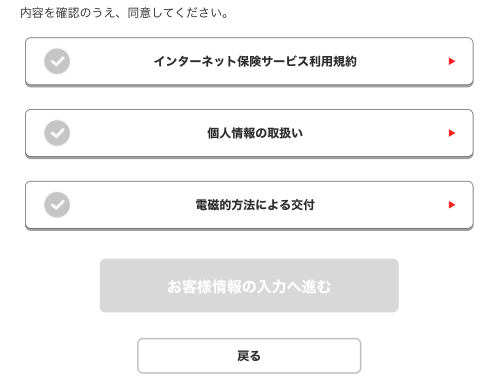 内容を確認のうえ、同意してください。
インターネット保険サービス利用規約
個人情報の取扱い
電磁的方法による交付
お客様情報の入力へ進む
戻る